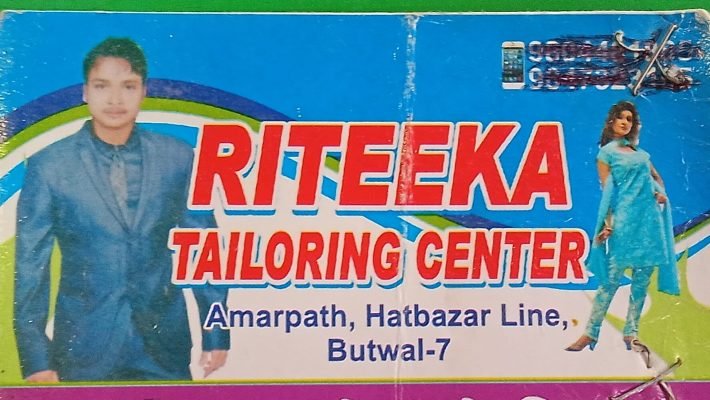 RITEEKA
TAILORING CENTER
Amarpath, Hatbazar Line,
Butwal-7